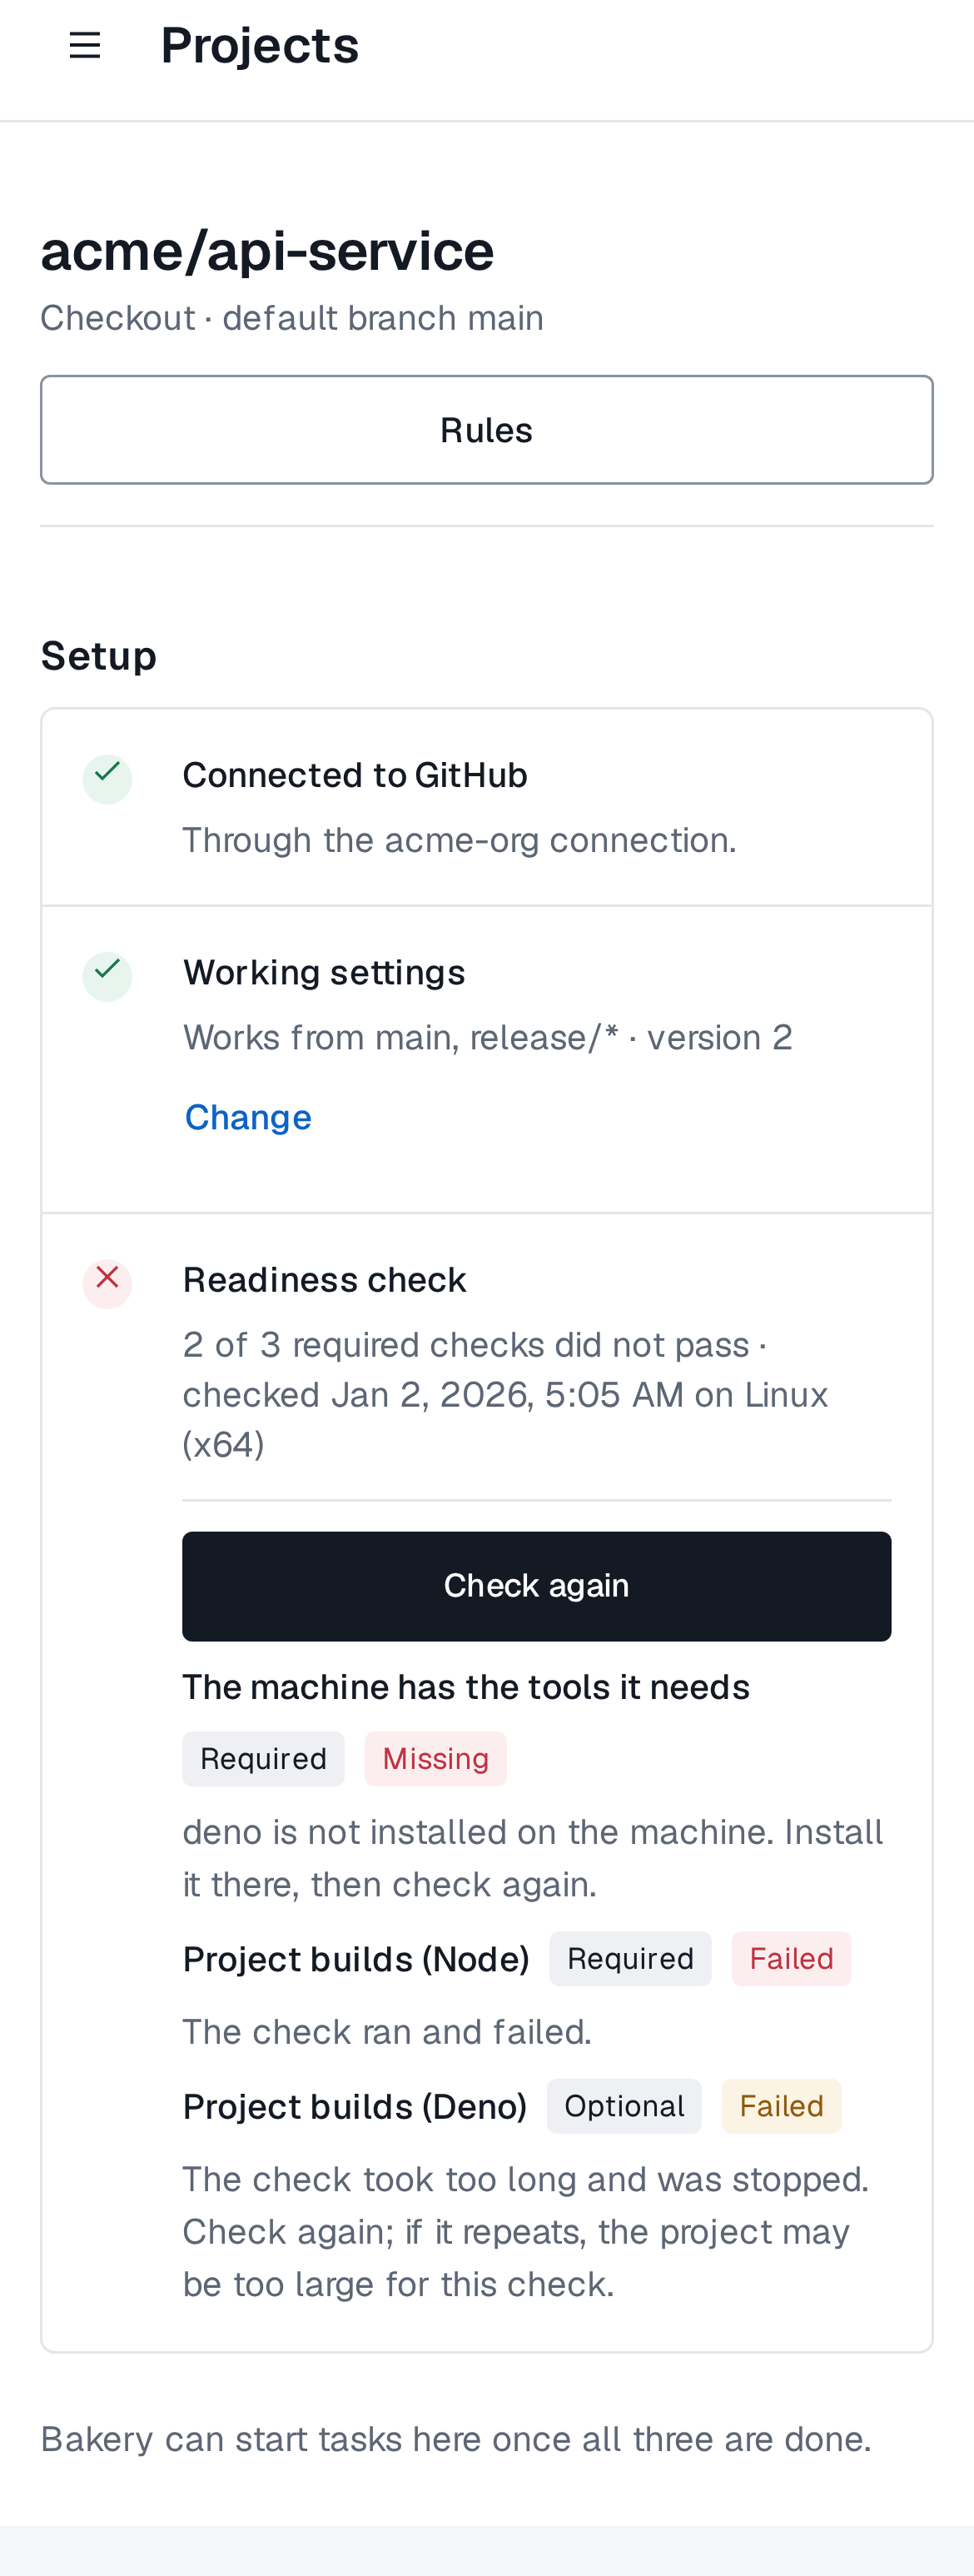 Projects
acme/api-service
Checkout · default branch main
Rules
Setup
Connected to GitHub
Through the acme-org connection.
Working settings
Works from main, release/* · version 2
Change
Readiness check
2 of 3 required checks did not pass ·
checked Jan 2, 2026, 5:05 AM on Linux
(x64)
Check again
The machine has the tools it needs
Required Missing
deno is not installed on the machine. Install
it there, then check again.
Project builds (Node) Required Failed
The check ran and failed.
Project builds (Deno) Optional Failed
The check took too long and was stopped.
Check again; if it repeats, the project may
be too large for this check.
Bakery can start tasks here once all three are done.